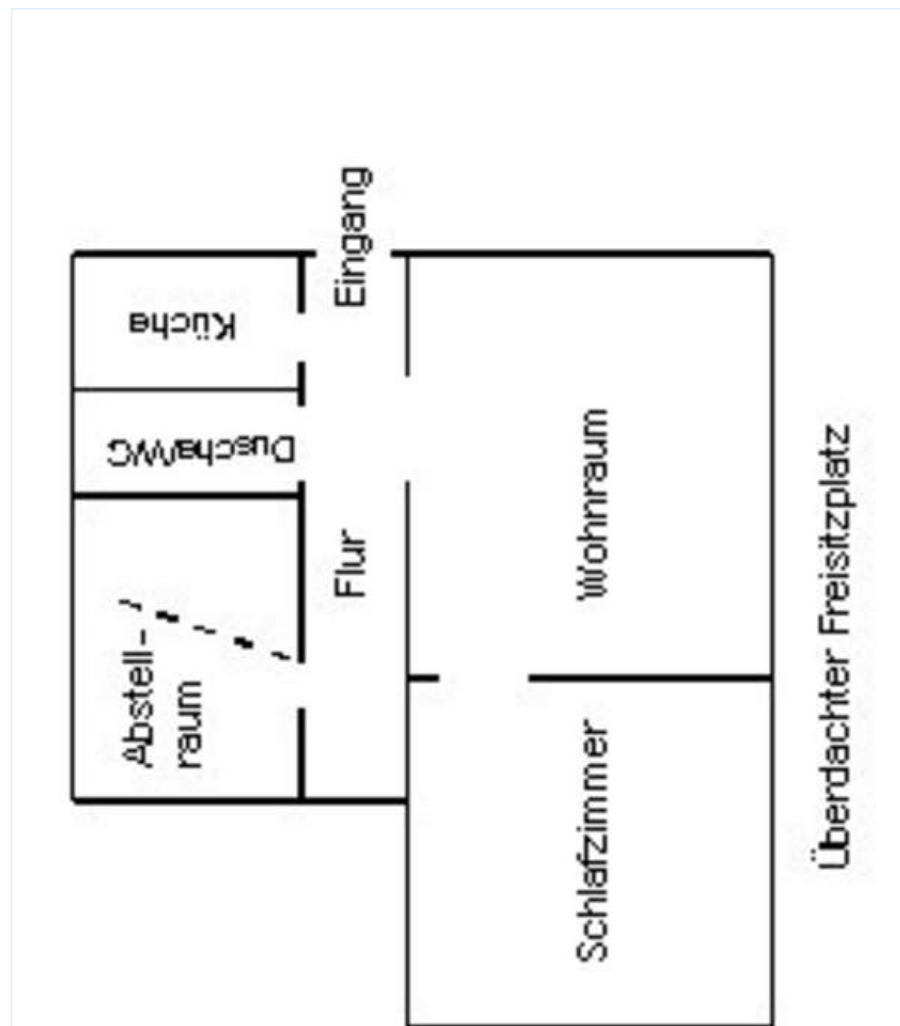 Eingang
Küche
Dusche/WC
Flur
Abstell-
raum
Wohnraum
Schlafzimmer
Überdachter Freisitzplatz